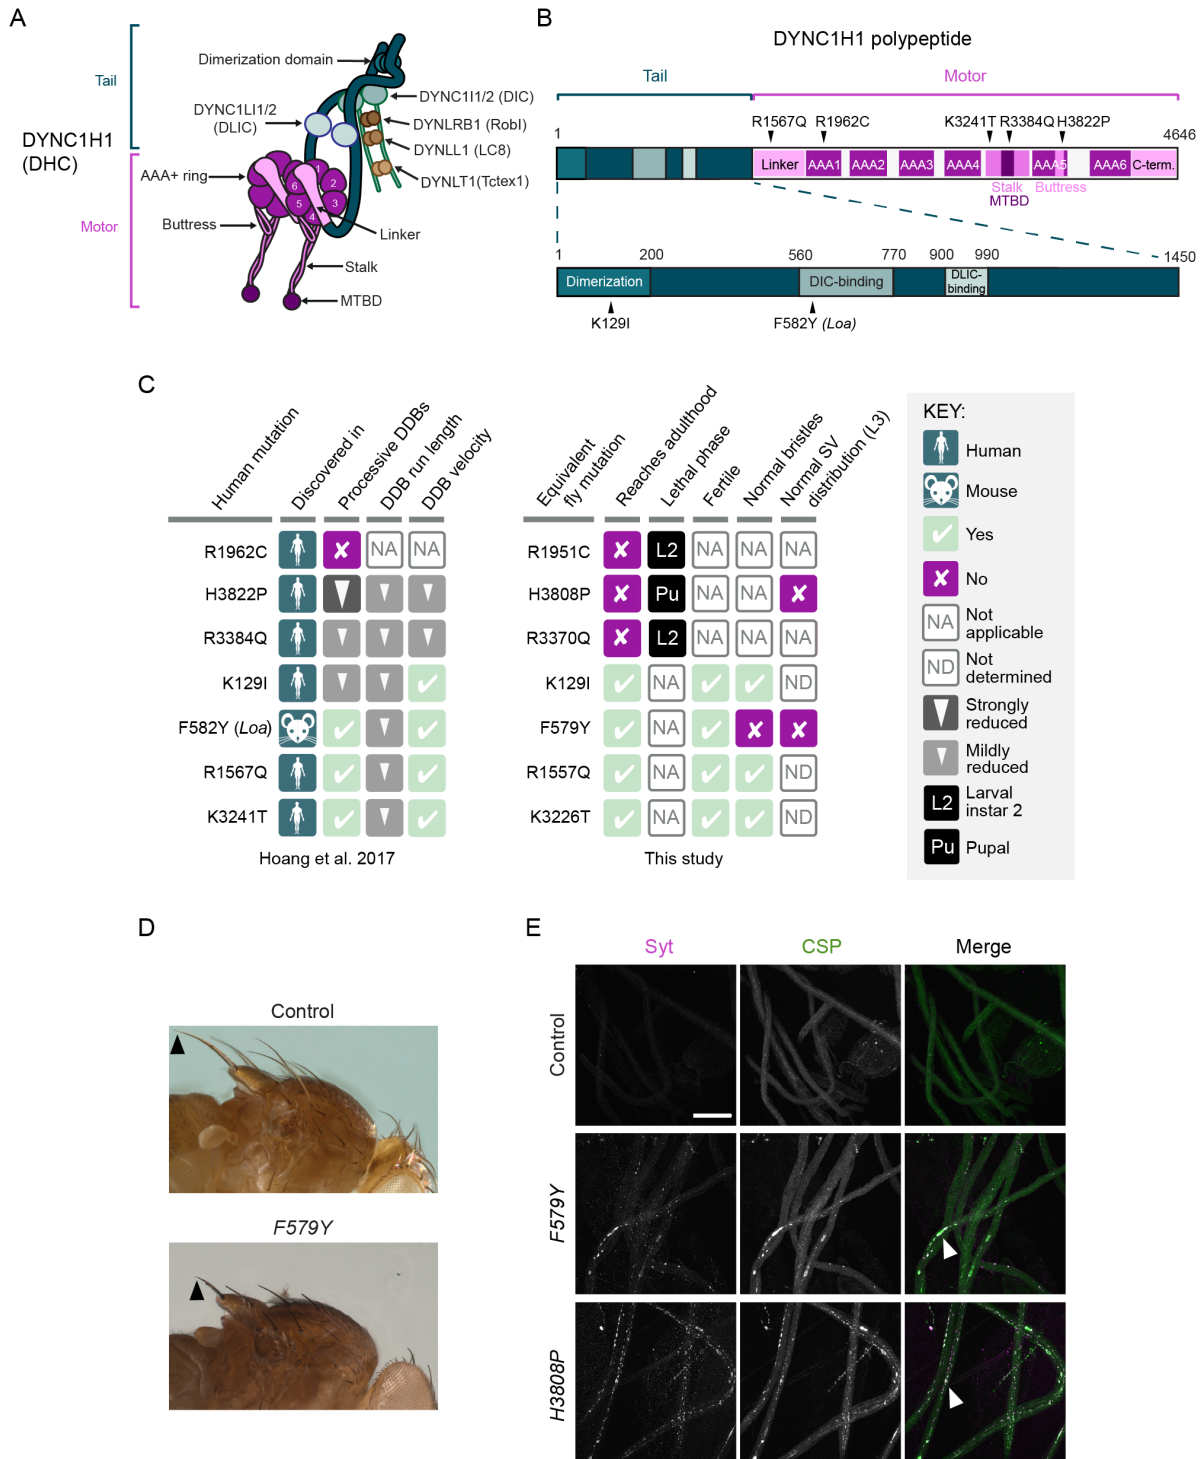 A
Tail
DYNC1H1
(DHC)
Motor
Dimerization domain
DYNC1LI1/2
(DLIC)
DYNC1I1/2 (DIC)
DYNLRB1 (Robl)
DYNLL1 (LC8)
DYNLT1(Tctex1)
AAA+ ring
1
2
3
4
5
6
Buttress
Linker
Stalk
MTBD
B
DYNC1H1 polypeptide
Tail Motor
R1567Q R1962C K3241T R3384Q H3822P
1 4646
Linker AAA1 AAA2 AAA3 AAA4 AAA5 AAA6 C-term.
Stalk Buttress
MTBD
1 200 560 770 900 990 1450
Dimerization DIC-binding DLIC-
binding
K129I F582Y (Loa)
C
Human mutation
Discovered in
Processive DDBs
DDB run length
DDB velocity
Equivalent
fly mutation
Reaches adulthood
Lethal phase
Fertile
Normal bristles
Normal SV
distribution (L3)
R1962C NA NA R1951C L2 NA NA NA
H3822P H3808P Pu NA NA
R3384Q R3370Q L2 NA NA NA
K129I K129I NA ND
F582Y (Loa) F579Y NA
R1567Q R1557Q NA ND
K3241T K3226T NA ND
Hoang et al. 2017 This study
KEY:
Human
Mouse
Yes
No
NA Not
applicable
ND Not
determined
Strongly
reduced
Mildly
reduced
L2 Larval
instar 2
Pu Pupal
D
Control
F579Y
E
Syt CSP Merge
Control
F579Y
H3808P